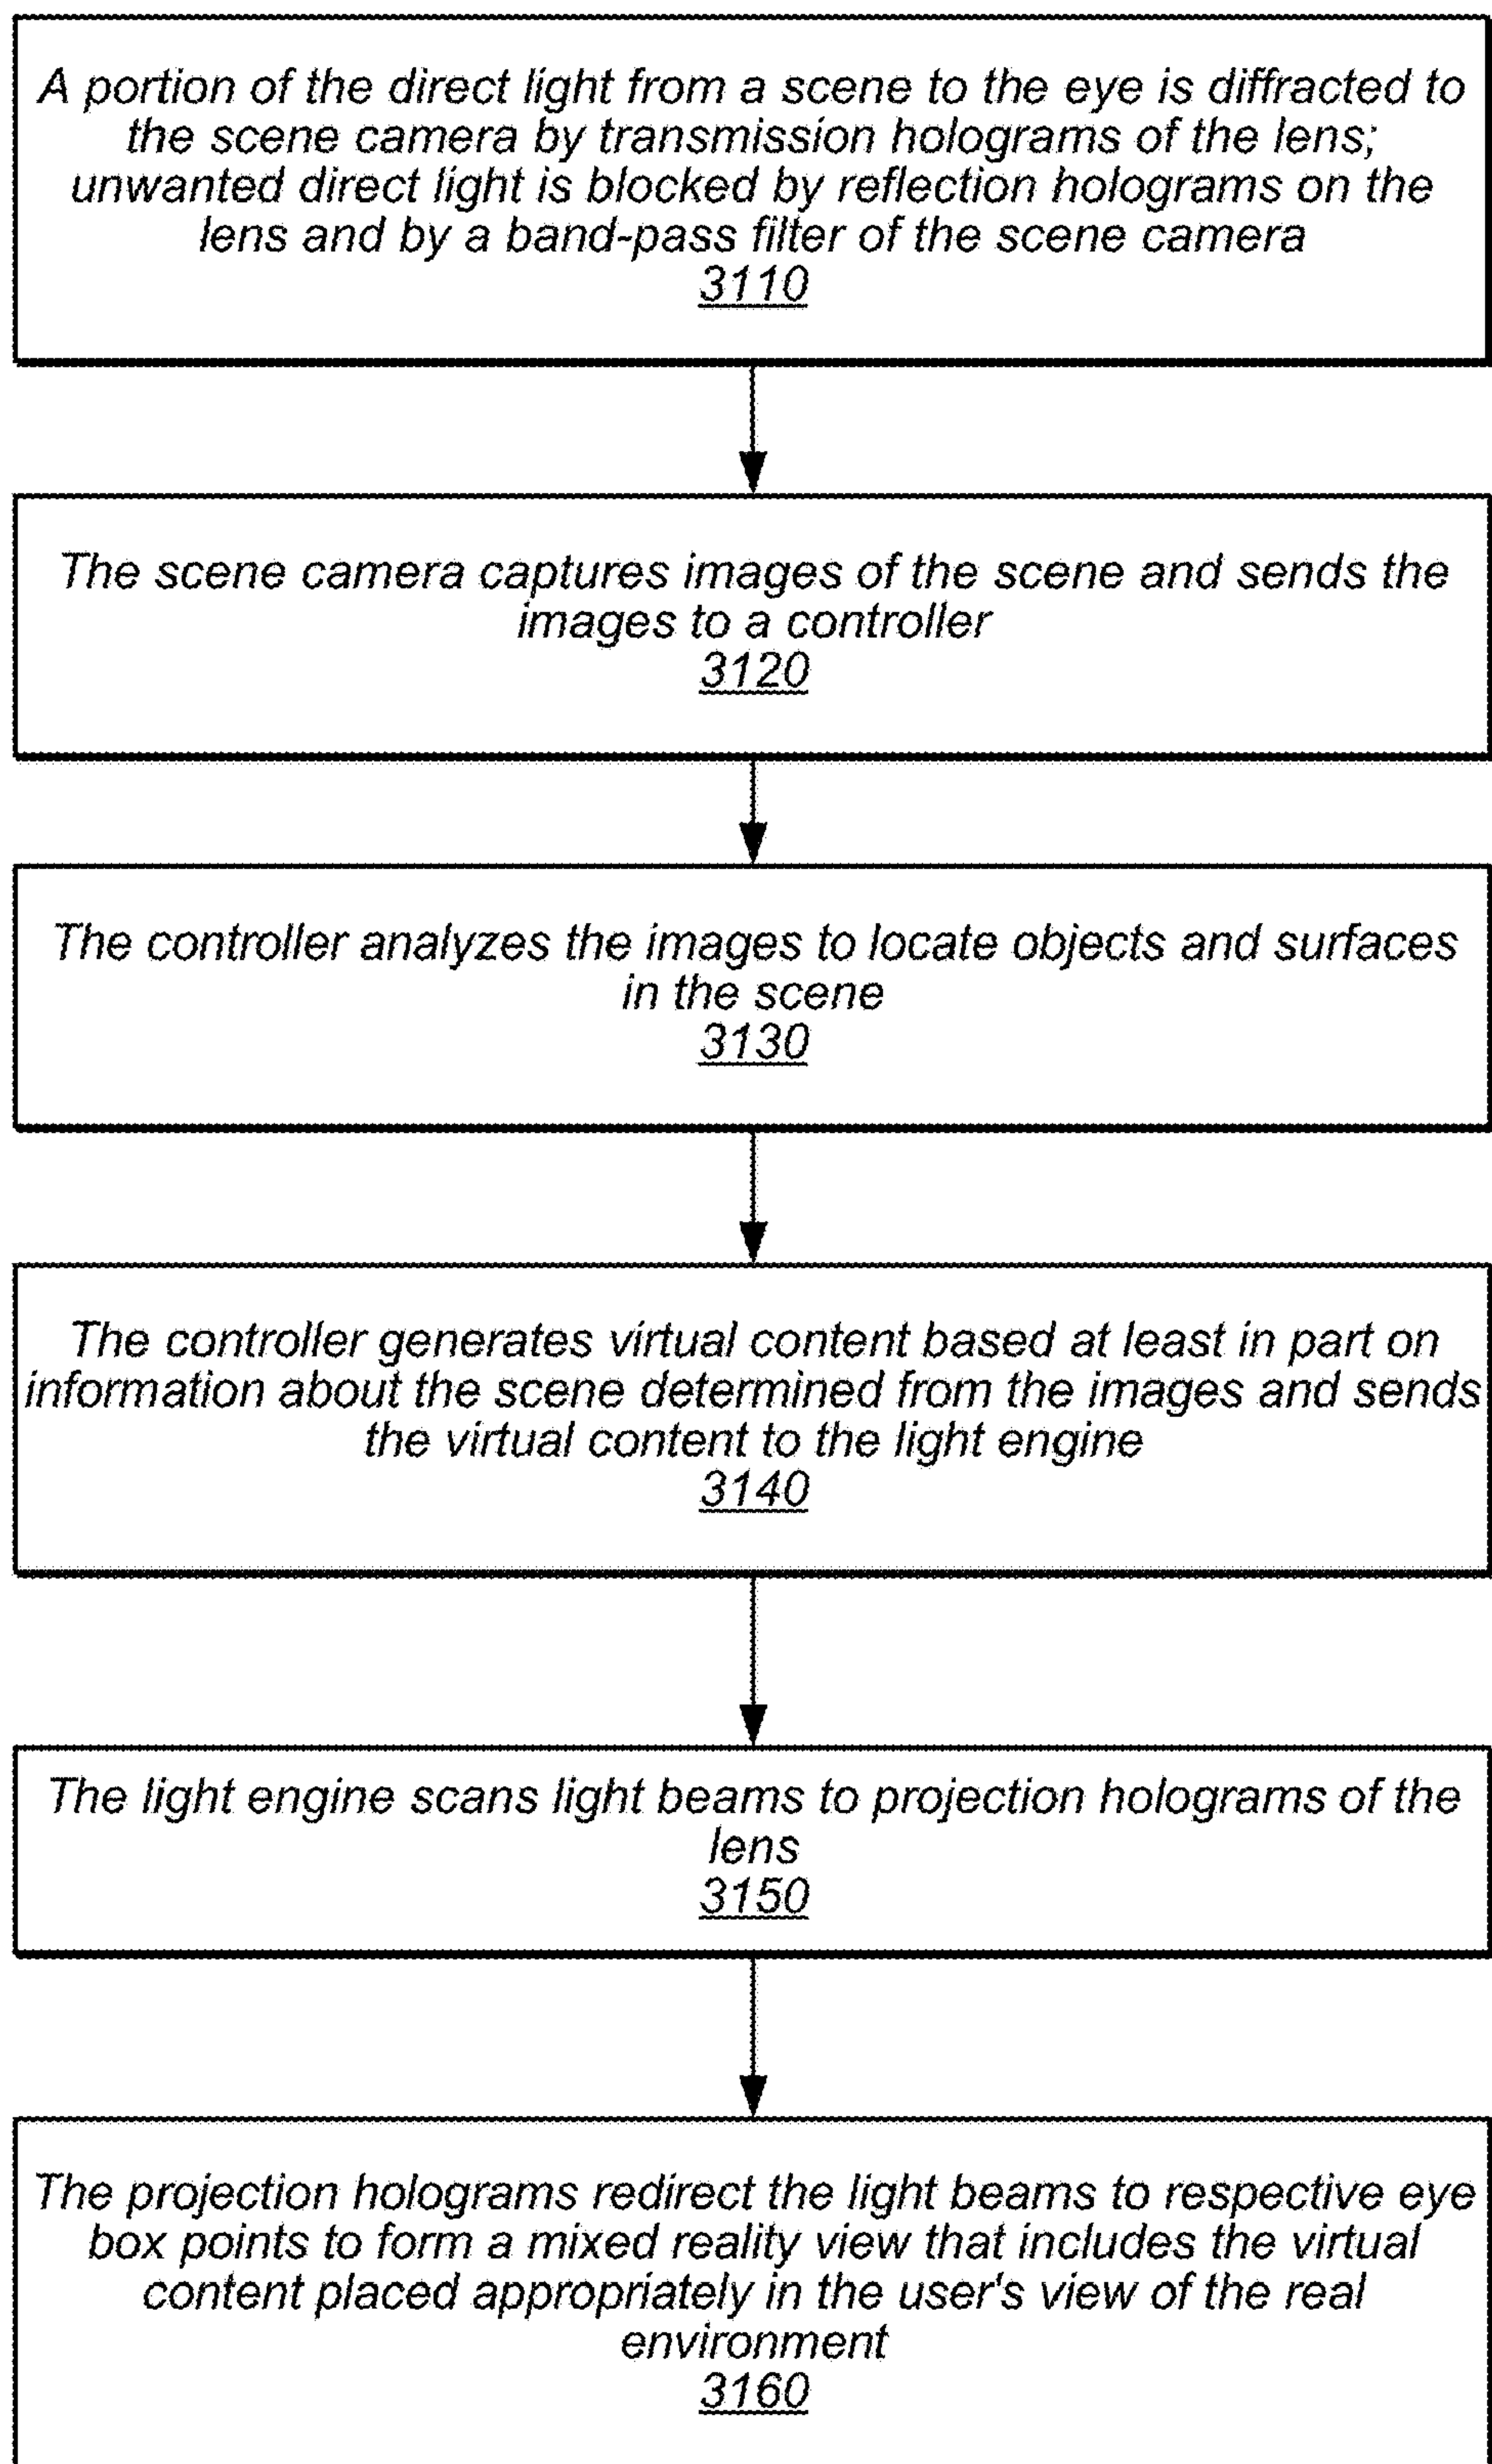 A portion of the direct light from a scene to the eye is diffracted to
the scene camera by transmission holograms of the lens;
unwanted direct light is blocked by reflection holograms on the
lens and by a band-pass filter of the scene camera
3110
The scene camera captures images of the scene and sends the
images to a controller
3120
The controller analyzes the images to locate objects and surfaces
in the scene
3130
The controller generates virtual content based at least in part on
information about the scene determined from the images and sends
the virtual content to the light engine
3140
The light engine scans light beams to projection holograms of the
lens
3150
The projection holograms redirect the light beams to respective eye
box points to form a mixed reality view that includes the virtual
content placed appropriately in the user's view of the real
environment
3160